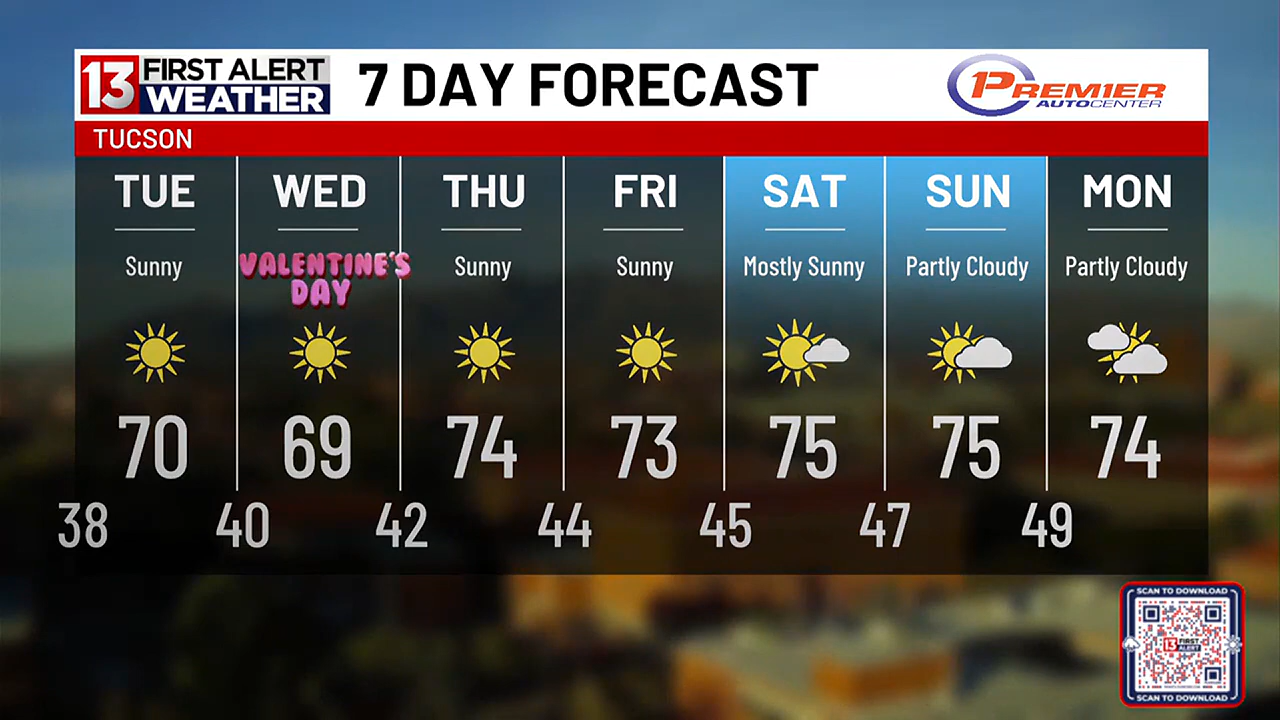 13 FIRST ALERT WEATHER
7 DAY FORECAST
PREM1ER
AUTOCENTER
TUCSON
TUE WED THU FRI SAT SUN MON
Sunny VALENTINE'S DAY Sunny Sunny Mostly Sunny Partly Cloudy Partly Cloudy
70 69 74 73 75 75 74
38 40 42 44 45 47 49
SCAN TO DOWNLOAD
13 FIRST ALERT
SCAN TO DOWNLOAD